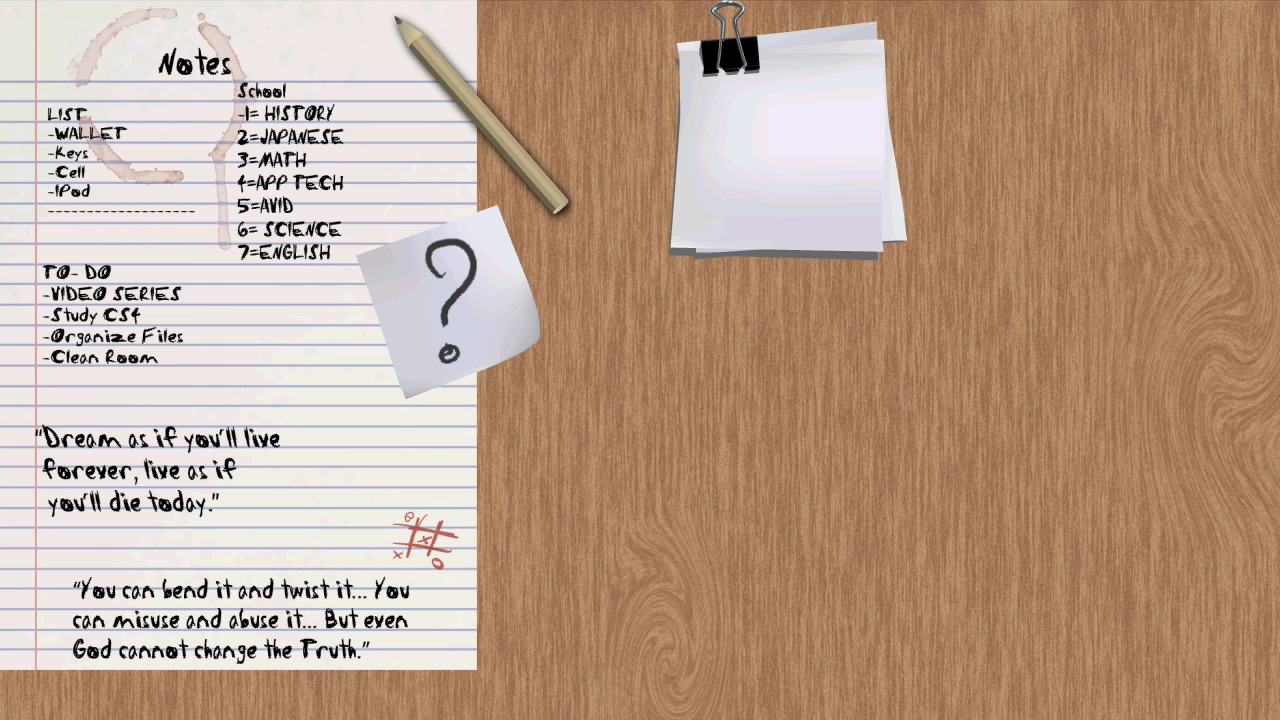 Notes
LIST
-WALLET
-Keys
-Cell
-IPod
--------------------
School
-1= HISTORY
2=JAPANESE
3=MATH
4=APP TECH
5=AVID
6= SCIENCE
7=ENGLISH
TO- DO
-VIDEO SERIES
-Study CS4
-Organize Files
-Clean Room
?
"Dream as if you'll live
forever, live as if
you'll die today."
"You can bend it and twist it... You
can misuse and abuse it... But even
God cannot change the Truth."